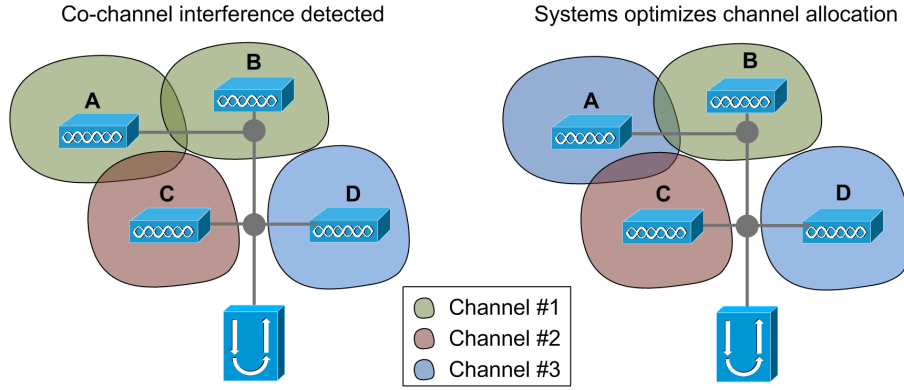 Co-channel interference detected
Systems optimizes channel allocation
B
A
C
D
B
A
C
D
Channel #1
Channel #2
Channel #3